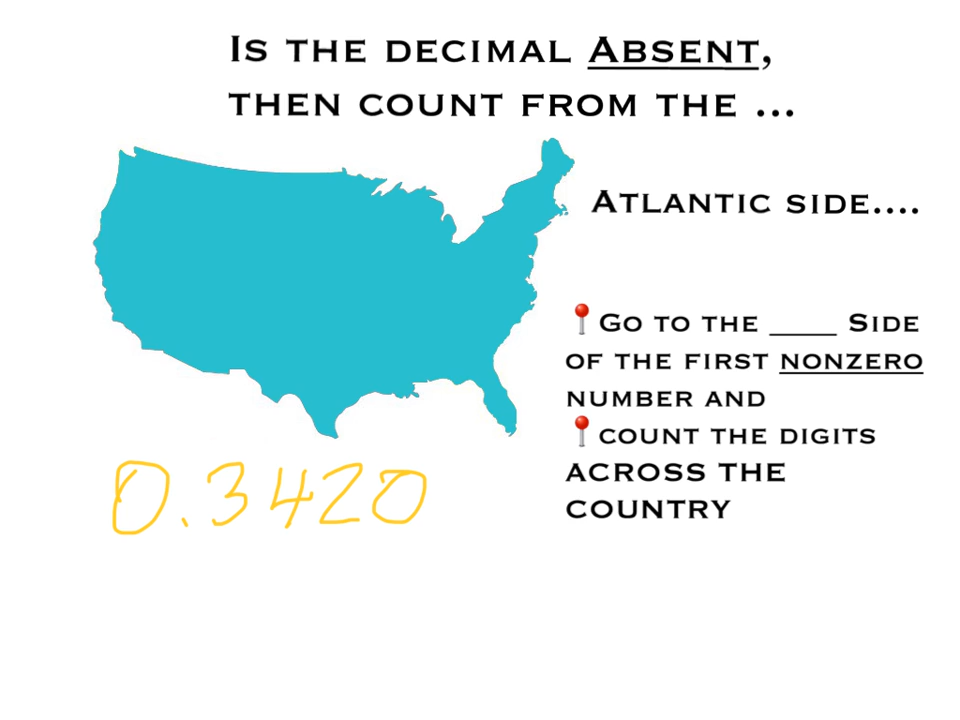 Is the decimal Absent,
then count from the ...
Atlantic side....
📍Go to the ____ Side
of the first nonzero
number and
📍count the digits
across the
country
0.3420